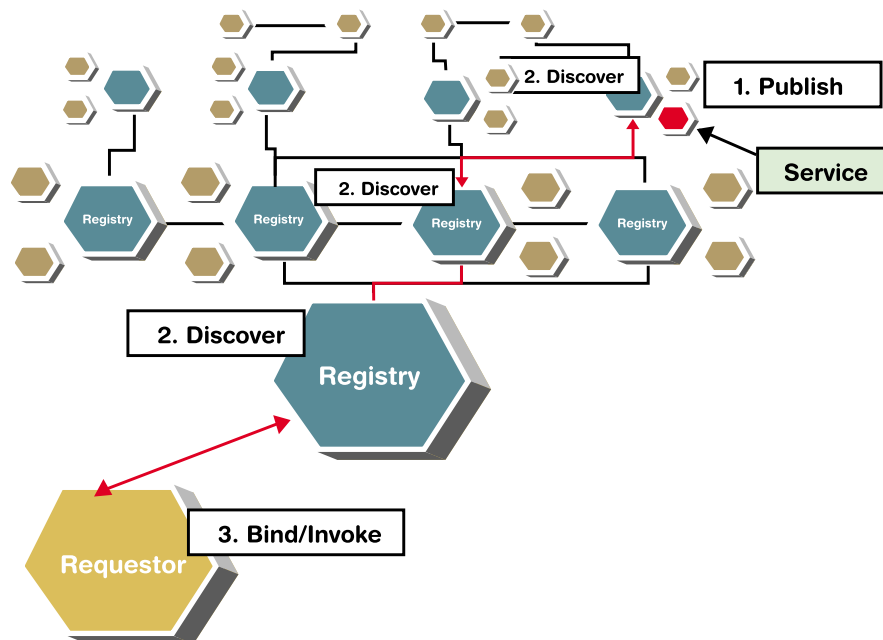 2. Discover
1. Publish
Service
2. Discover
Registry
Registry
Registry
Registry
2. Discover
Registry
3. Bind/Invoke
Requestor